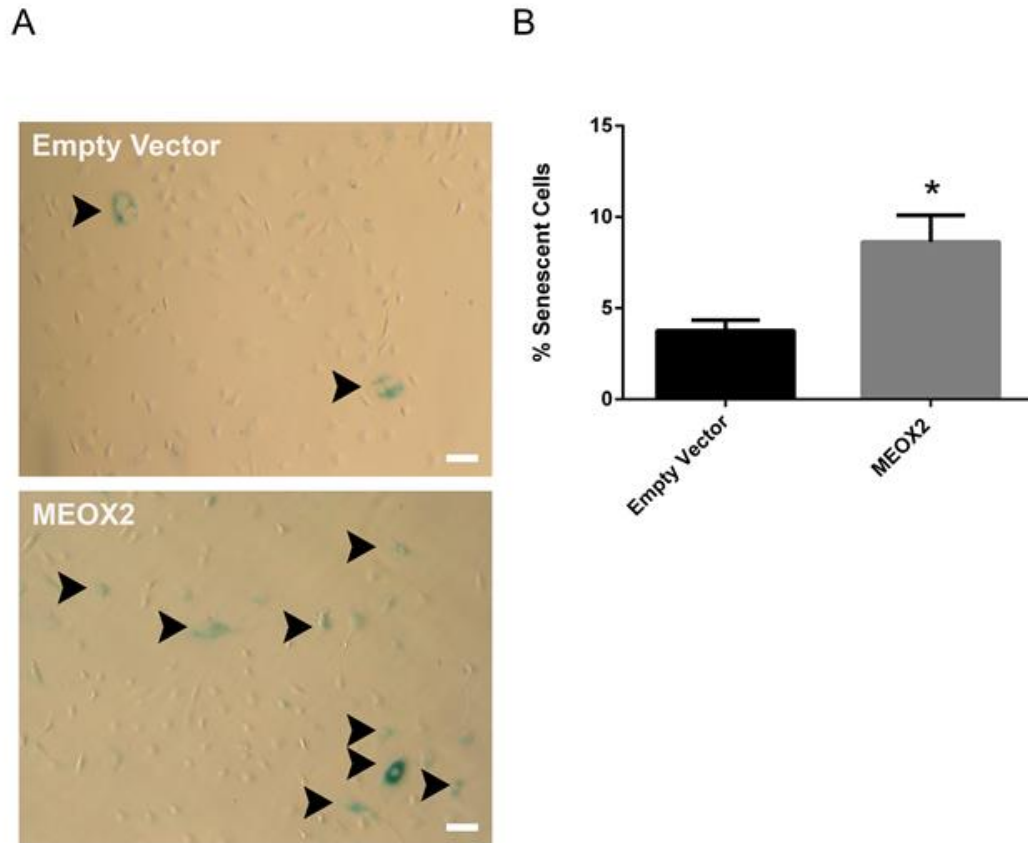 A
B
Empty Vector
MEOX2
15
10
5
0
% Senescent Cells
*
Empty Vector
MEOX2